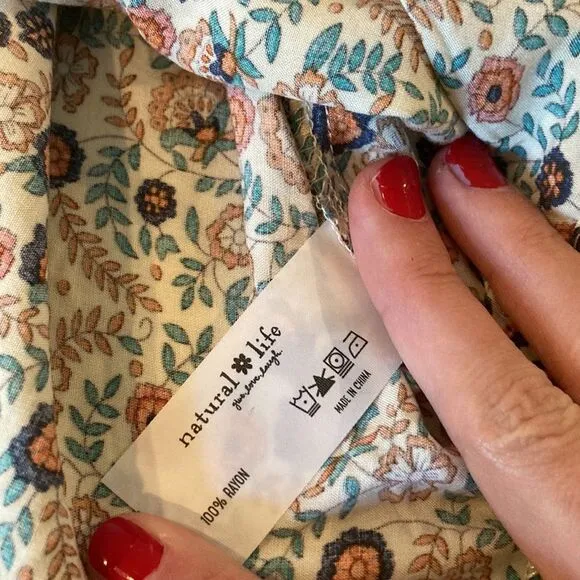 natural life
give. love. laugh.
MADE IN CHINA
100% RAYON